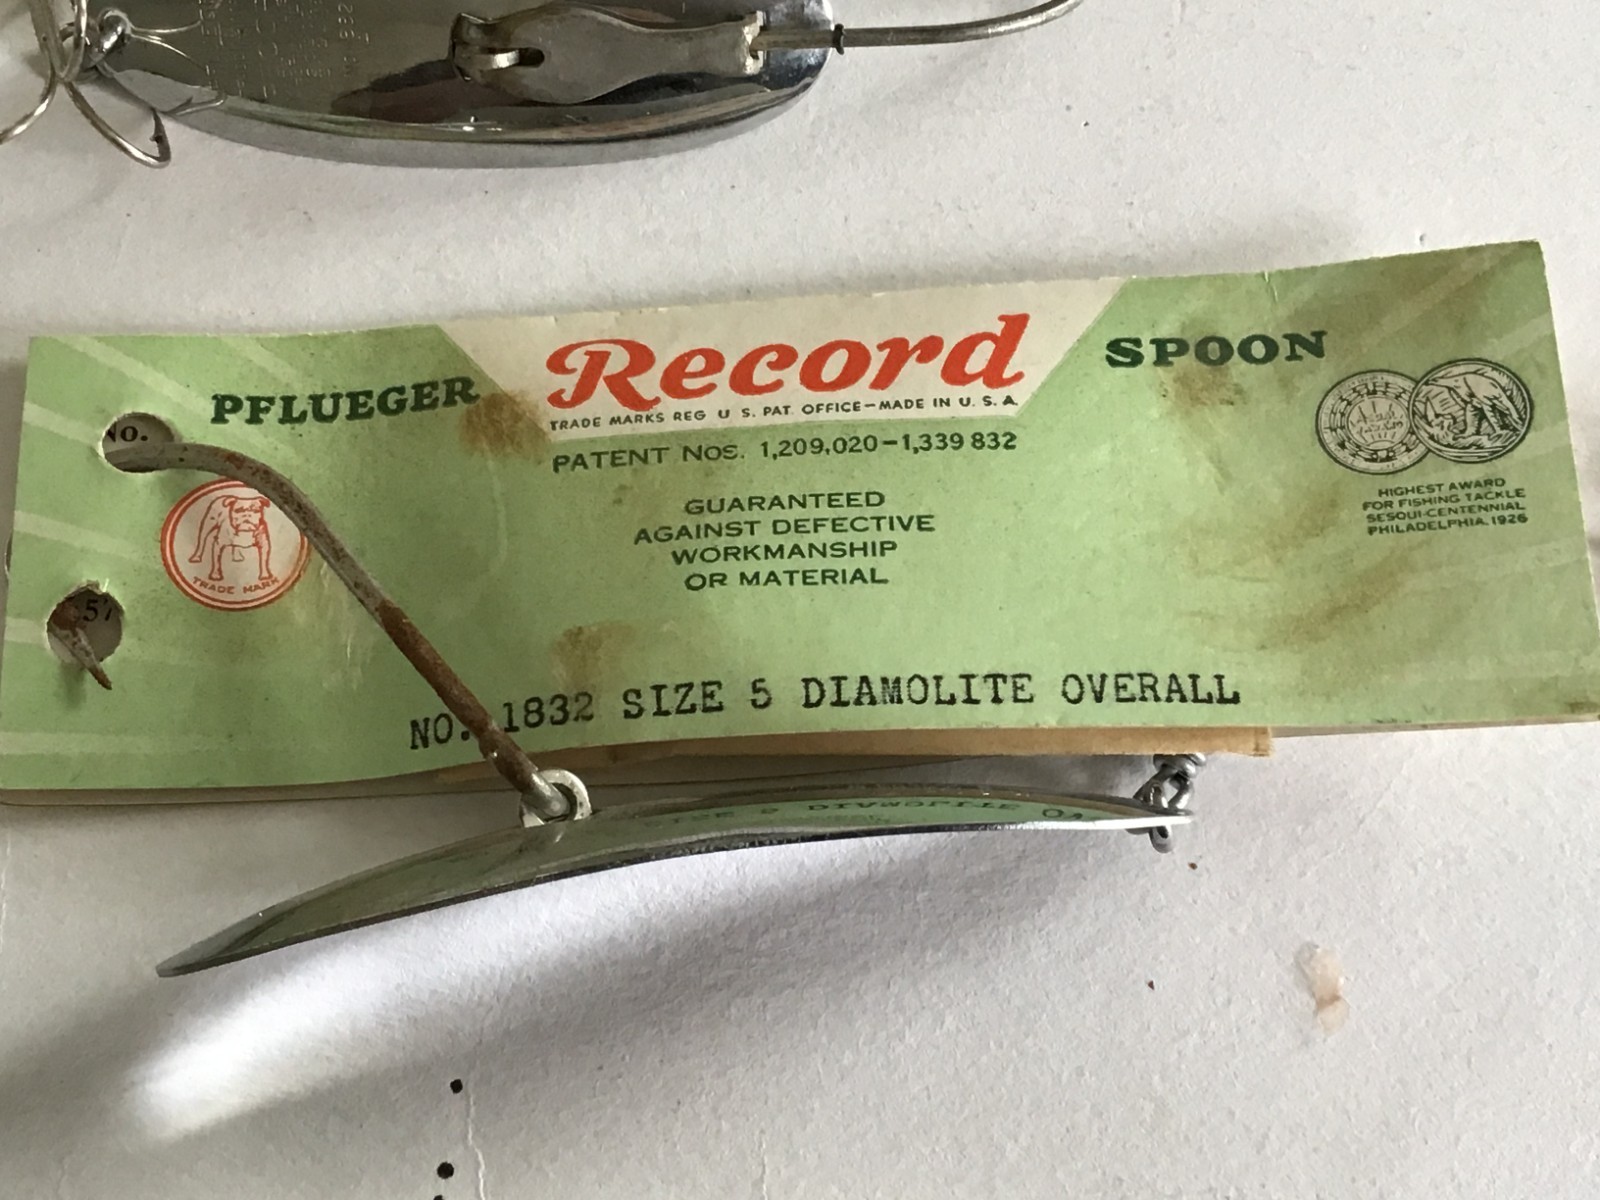 PFLUEGER Record SPOON
TRADE MARKS REG U S. PAT. OFFICE—MADE IN U. S. A.
PATENT NOS. 1,209,020—1,339 832
GUARANTEED
AGAINST DEFECTIVE
WORKMANSHIP
OR MATERIAL
No.
57
TRADE MARK
HIGHEST AWARD
FOR FISHING TACKLE
SESQUI-CENTENNIAL
PHILADELPHIA, 1926
NO. 1832 SIZE 5 DIAMOLITE OVERALL